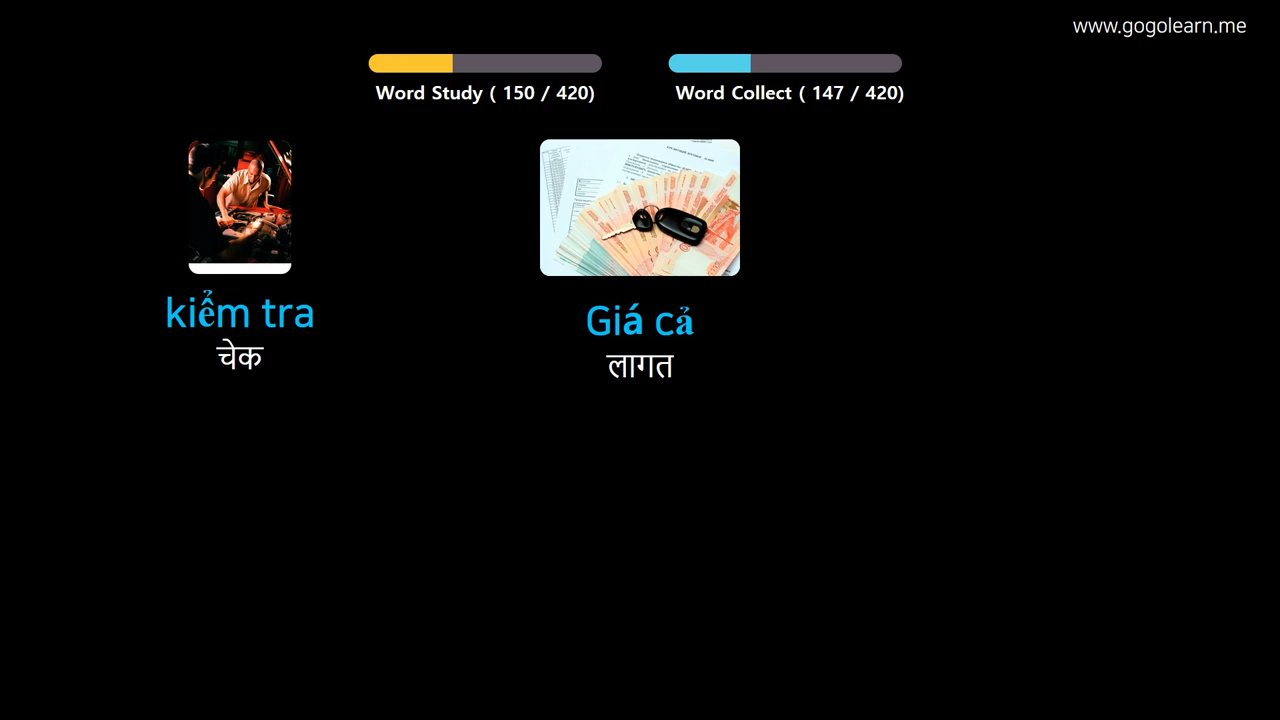 www.gogolearn.me
Word Study ( 150 / 420)
Word Collect ( 147 / 420)
kiểm tra
चेक
Giá cả
लागत